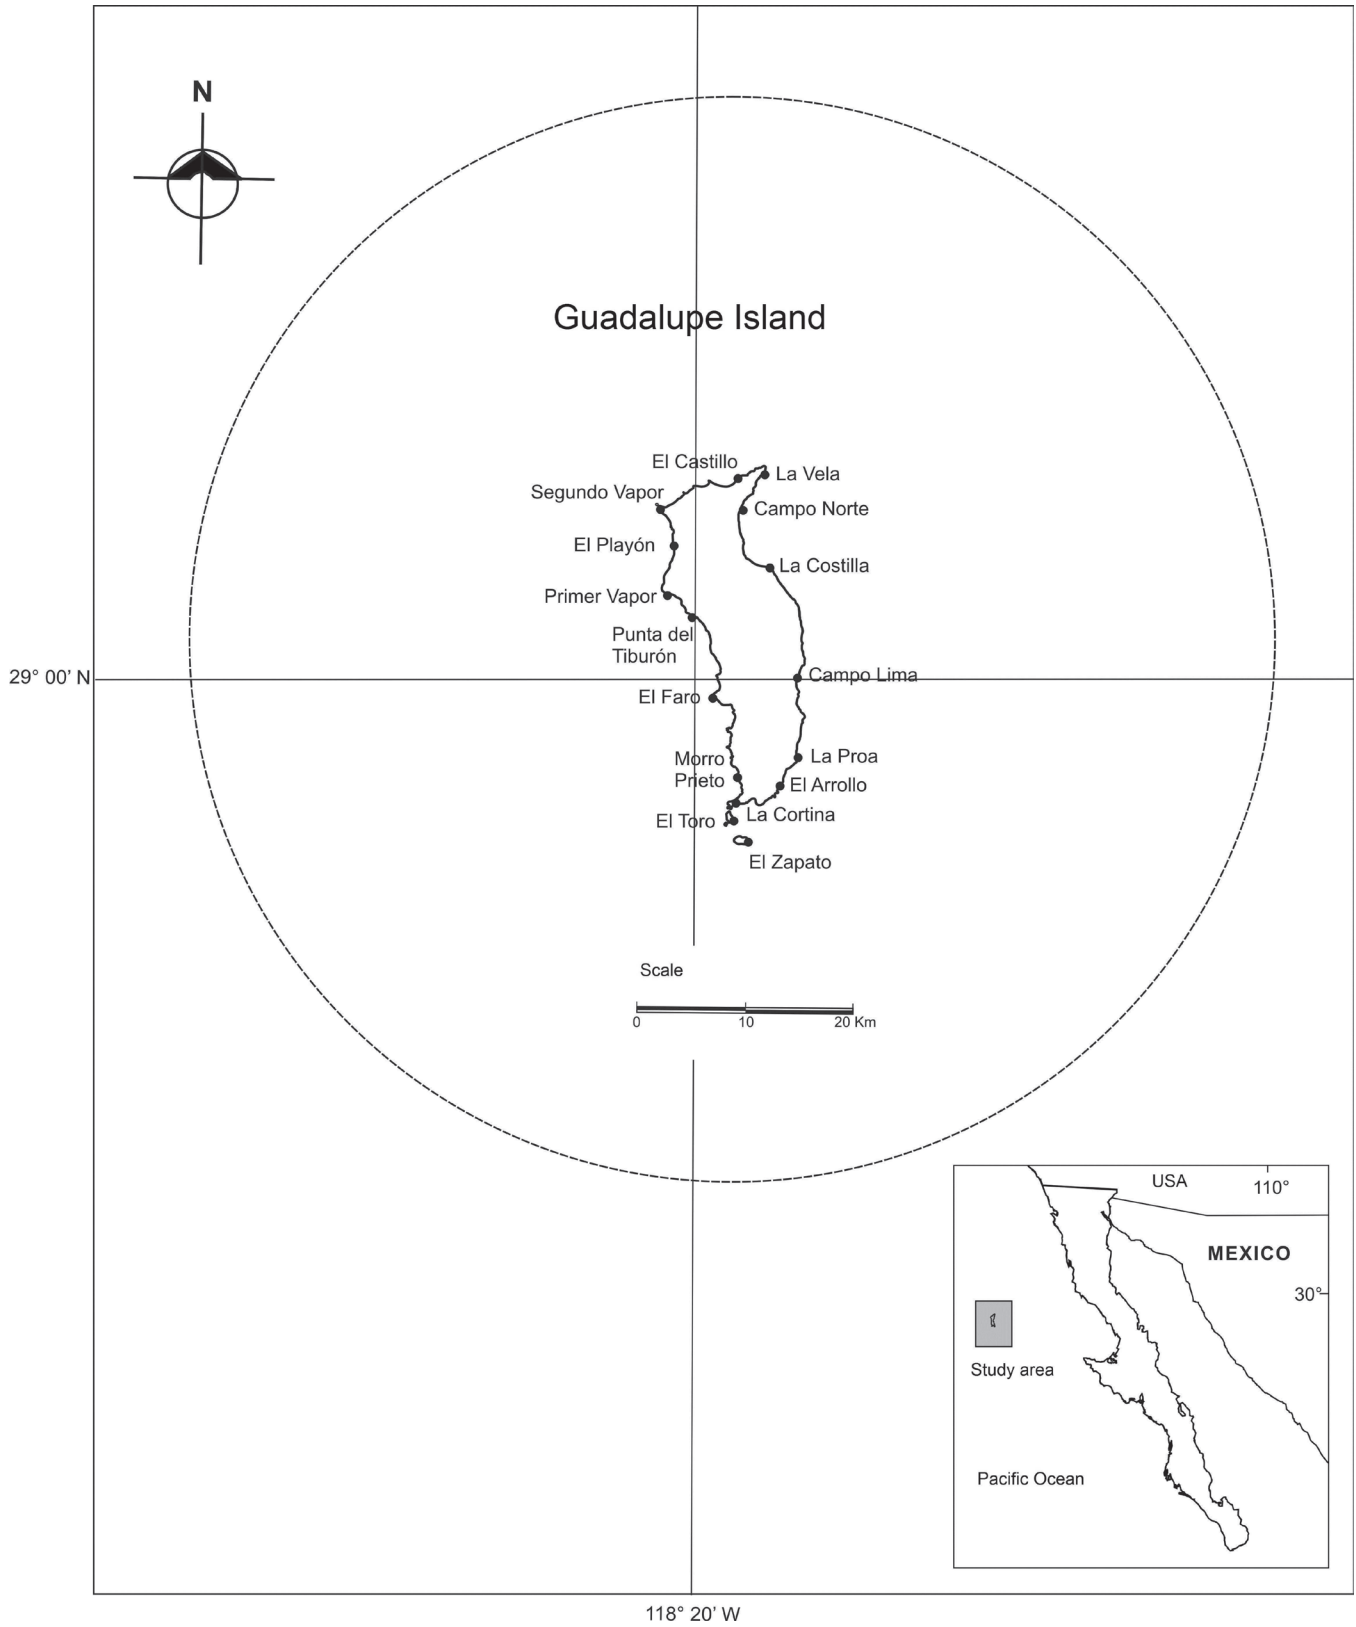 N
Guadalupe Island
El Castillo
La Vela
Segundo Vapor
Campo Norte
El Playón
La Costilla
Primer Vapor
Punta del
Tiburón
29° 00’ N
Campo Lima
El Faro
Morro
Prieto
La Proa
El Arrollo
La Cortina
El Toro
El Zapato
Scale
0
10
20 Km
USA
110°
MEXICO
30°
Study area
Pacific Ocean
118° 20’ W